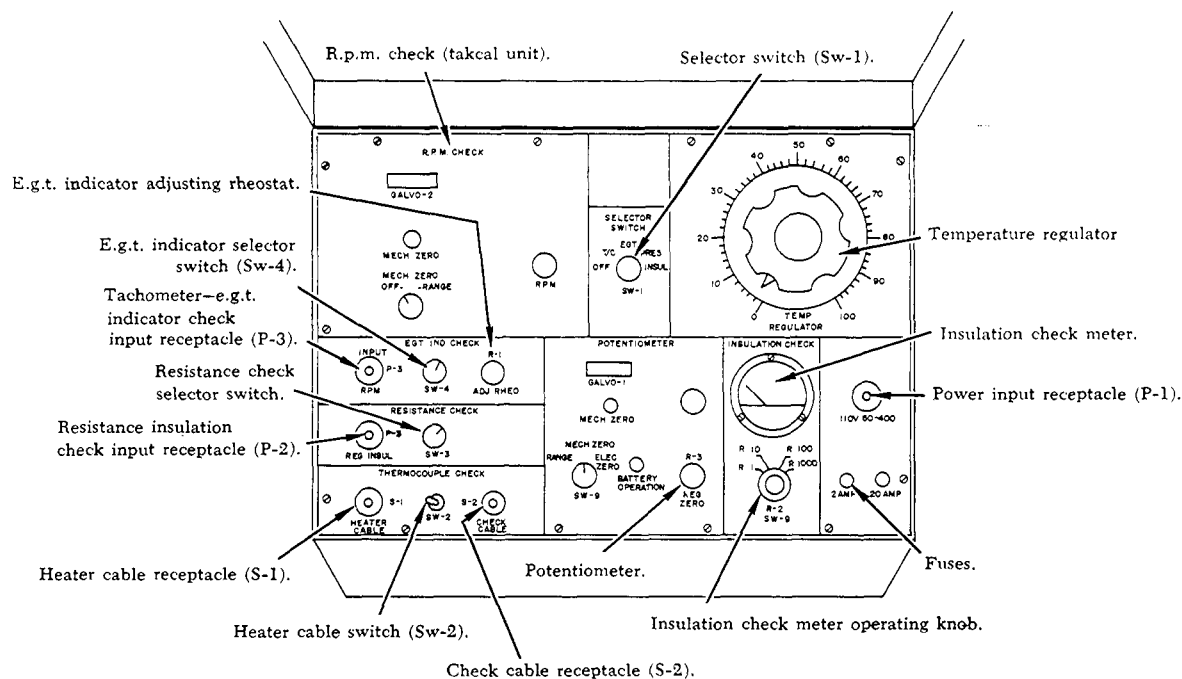 R.p.m. check (takcal unit).
Selector switch (Sw-1).
E.g.t. indicator adjusting rheostat.
E.g.t. indicator selector
switch (Sw-4).
Tachometer—e.g.t.
indicator check
input receptacle (P-3).
Resistance check
selector switch.
Resistance insulation
check input receptacle (P-2).
Heater cable receptacle (S-1).
Heater cable switch (Sw-2).
Check cable receptacle (S-2).
Potentiometer.
Insulation check meter operating knob.
Fuses.
Power input receptacle (P-1).
Insulation check meter.
Temperature regulator
R.P.M. CHECK
GALVO-2
MECH ZERO
MECH ZERO
OFF- -RANGE
RPM
SELECTOR
SWITCH
EGT
T/C RES
OFF INSUL
SW-1
0 10 20 30 40 50 60 70 80 90 100
TEMP
REGULATOR
EGT IND CHECK
INPUT
P-3
RPM
SW-4
R-1
ADJ RHEO
RESISTANCE CHECK
P-3
REG INSUL
SW-3
THERMOCOUPLE CHECK
S-1
HEATER
CABLE
SW-2
S-2
CHECK
CABLE
POTENTIOMETER
GALVO-1
MECH ZERO
MECH ZERO
RANGE
ELEC
ZERO
SW-9
BATTERY
OPERATION
R-3
REG
ZERO
INSULATION CHECK
R 10 R 100
R 1 R 1000
R-2
SW-9
110V 60-400
2 AMP 20 AMP